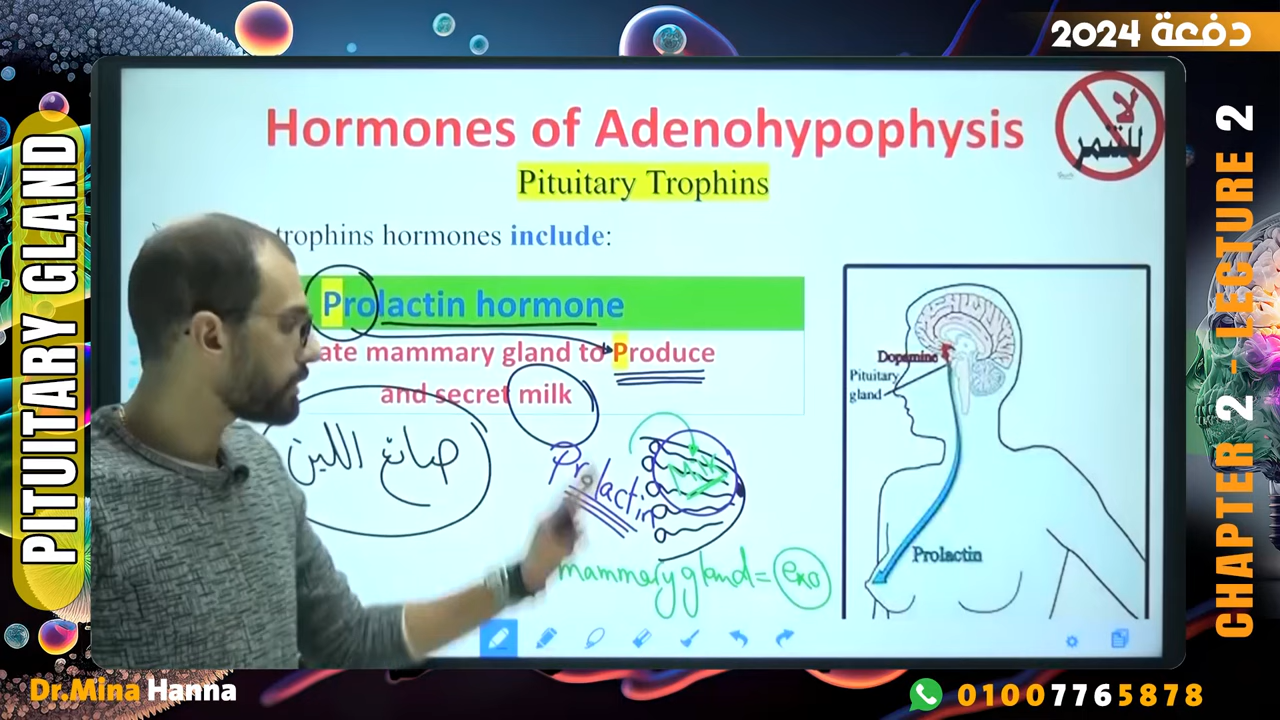 دفعة 2024
PITUITARY GLAND
CHAPTER 2 - LECTURE 2
Hormones of Adenohypophysis
لا للتنمر
Pituitary Trophins
trophins hormones include:
Prolactin hormone
ate mammary gland to Produce
and secret milk
صانع اللبن
Prolactin
Milk
mammary gland = exo
Dopamine
Pituitary
gland
Prolactin
Dr.Mina Hanna
01007765878